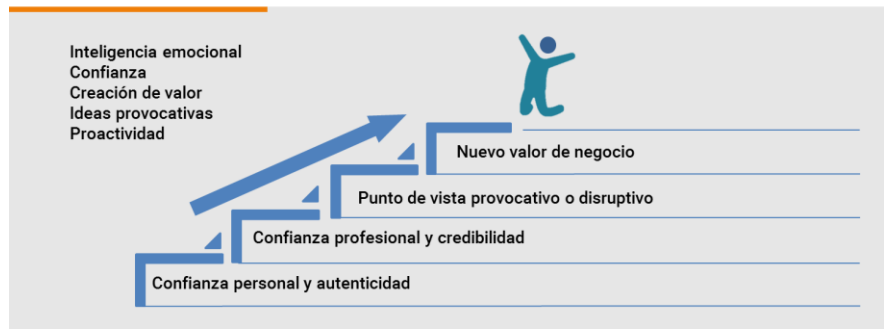 Inteligencia emocional
Confianza
Creación de valor
Ideas provocativas
Proactividad
Nuevo valor de negocio
Punto de vista provocativo o disruptivo
Confianza profesional y credibilidad
Confianza personal y autenticidad